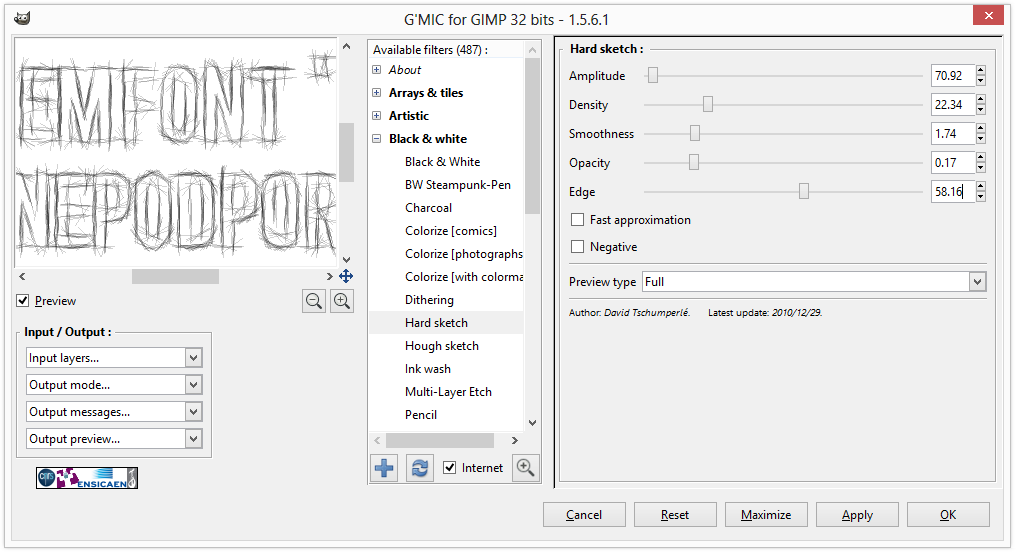 G'MIC for GIMP 32 bits - 1.5.6.1
EMFONT "
NEPODPOR
Preview
Input / Output :
Input layers...
Output mode...
Output messages...
Output preview...
cnrs
ENSICAEN
Available filters (487) :
About
Arrays & tiles
Artistic
Black & white
Black & White
BW Steampunk-Pen
Charcoal
Colorize [comics]
Colorize [photographs
Colorize [with colorma
Dithering
Hard sketch
Hough sketch
Ink wash
Multi-Layer Etch
Pencil
Internet
Hard sketch :
Amplitude 70.92
Density 22.34
Smoothness 1.74
Opacity 0.17
Edge 58.16
Fast approximation
Negative
Preview type Full
Author: David Tschumperlé. Latest update: 2010/12/29.
Cancel Reset Maximize Apply OK